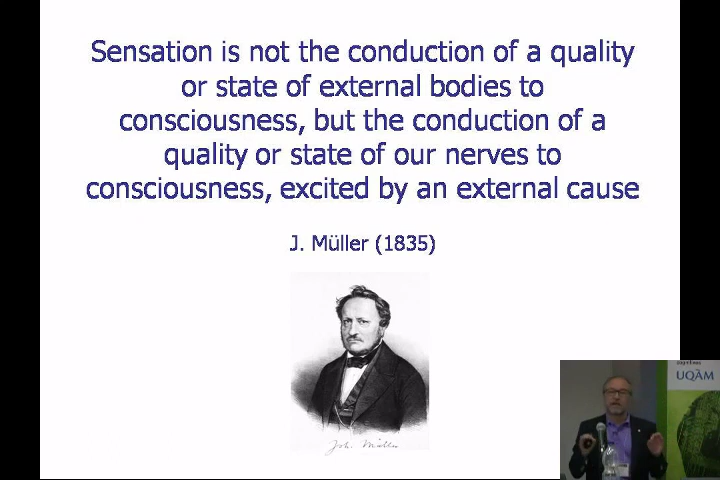 Sensation is not the conduction of a quality
or state of external bodies to
consciousness, but the conduction of a
quality or state of our nerves to
consciousness, excited by an external cause
J. Müller (1835)
Joh. Müller
UQÀM